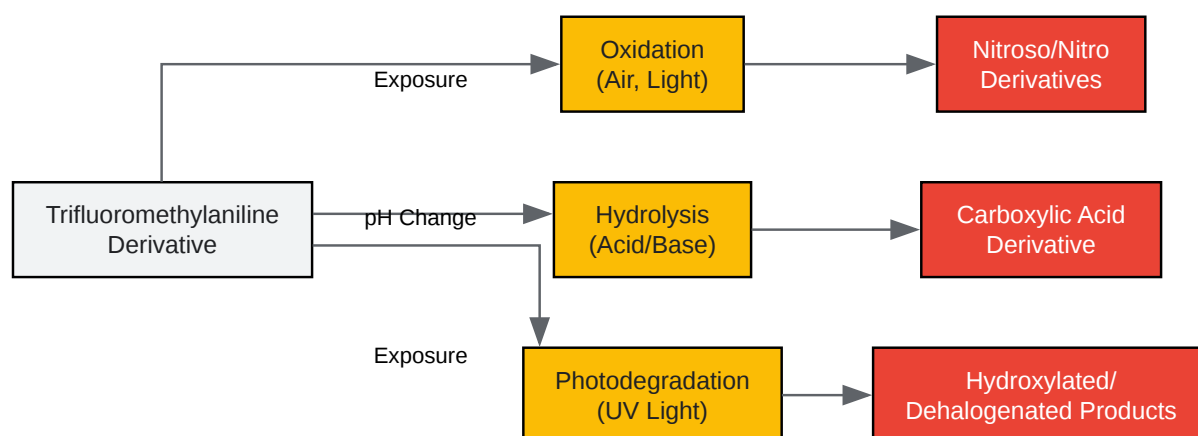 Oxidation
(Air, Light)
Nitroso/Nitro
Derivatives
Exposure
Trifluoromethylaniline
Derivative
pH Change
Hydrolysis
(Acid/Base)
Carboxylic Acid
Derivative
Exposure
Photodegradation
(UV Light)
Hydroxylated/
Dehalogenated Products